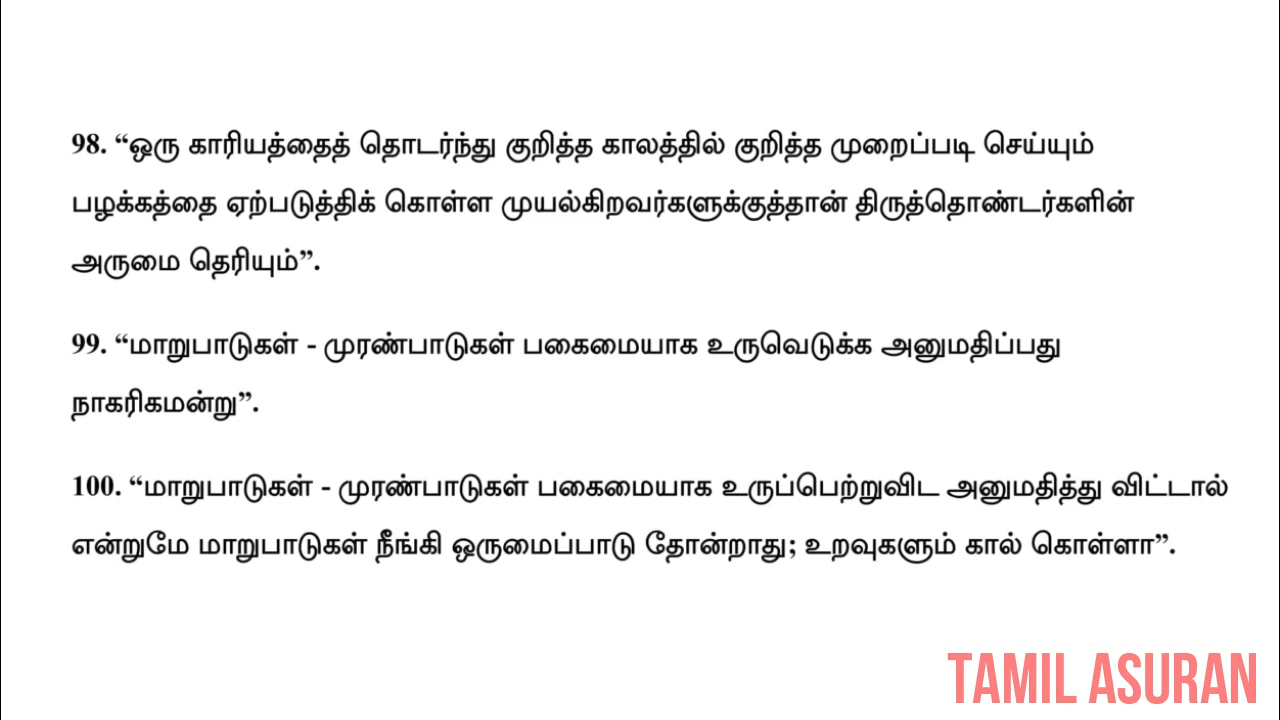 98. “ஒரு காரியத்தைத் தொடர்ந்து குறித்த காலத்தில் குறித்த முறைப்படி செய்யும்
பழக்கத்தை ஏற்படுத்திக் கொள்ள முயல்கிறவர்களுக்குத்தான் திருத்தொண்டர்களின்
அருமை தெரியும்”.
99. “மாறுபாடுகள் - முரண்பாடுகள் பகைமையாக உருவெடுக்க அனுமதிப்பது
நாகரிகமன்று”.
100. “மாறுபாடுகள் - முரண்பாடுகள் பகைமையாக உருப்பெற்றுவிட அனுமதித்து விட்டால்
என்றுமே மாறுபாடுகள் நீங்கி ஒருமைப்பாடு தோன்றாது; உறவுகளும் கால் கொள்ளா”.
TAMIL ASURAN